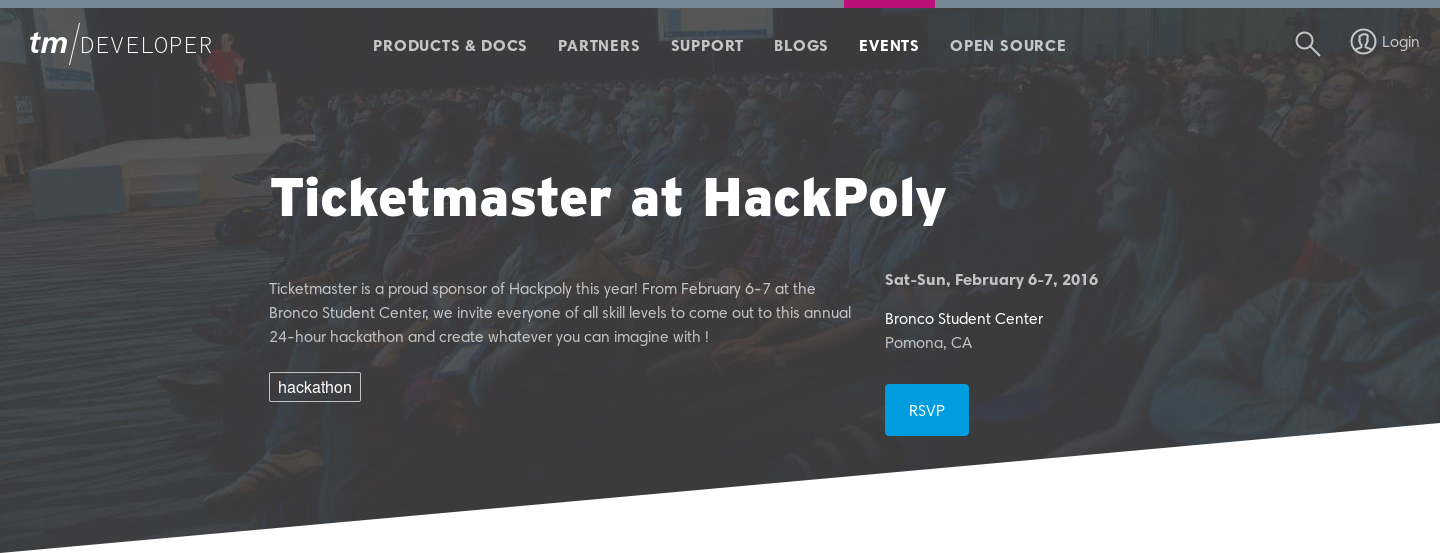 tm/DEVELOPER
PRODUCTS & DOCS PARTNERS SUPPORT BLOGS EVENTS OPEN SOURCE
Login
Ticketmaster at HackPoly
Ticketmaster is a proud sponsor of Hackpoly this year! From February 6-7 at the
Bronco Student Center, we invite everyone of all skill levels to come out to this annual
24-hour hackathon and create whatever you can imagine with !
hackathon
Sat-Sun, February 6-7, 2016
Bronco Student Center
Pomona, CA
RSVP